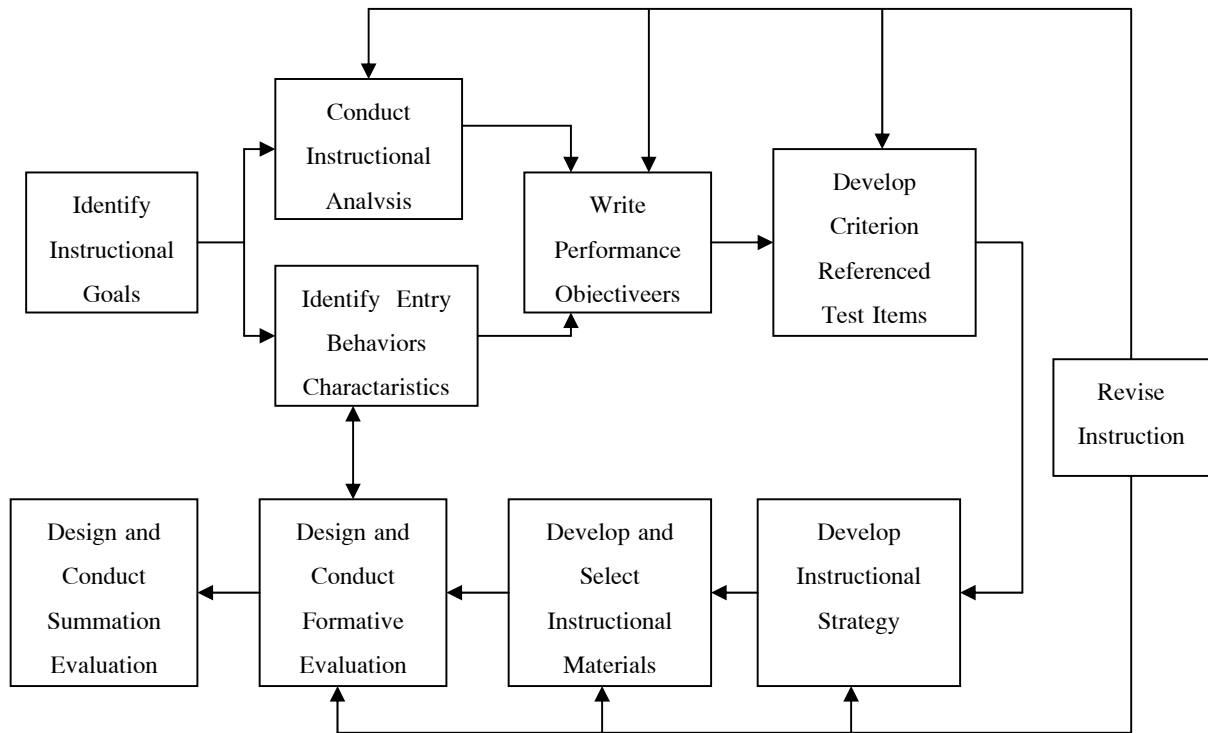 Conduct
Instructional
Analvsis
Identify
Instructional
Goals
Identify Entry
Behaviors
Charactaristics
Write
Performance
Objectiveers
Develop
Criterion
Referenced
Test Items
Revise
Instruction
Design and
Conduct
Summation
Evaluation
Design and
Conduct
Formative
Evaluation
Develop and
Select
Instructional
Materials
Develop
Instructional
Strategy